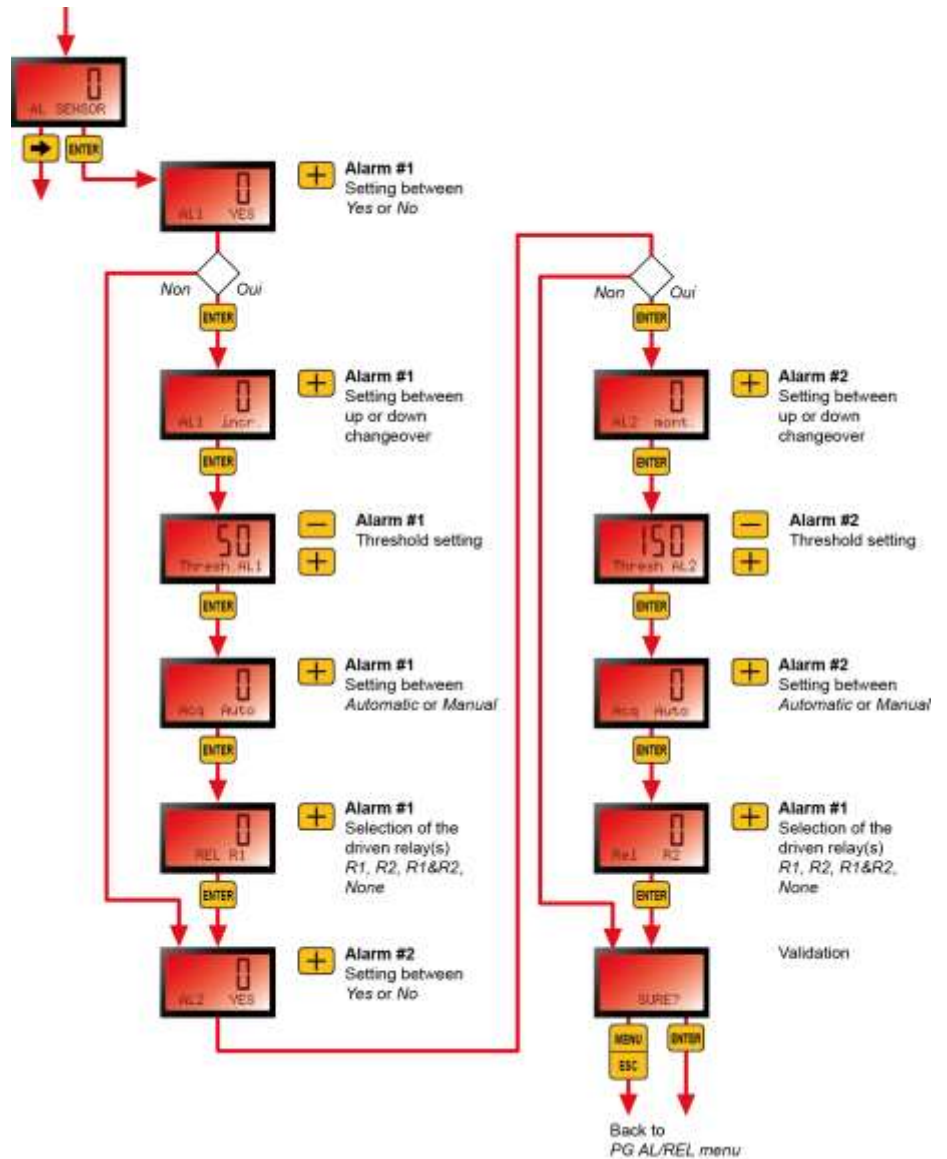 0
AL SENSOR
ENTER
0
AL1 YES
+
Alarm #1
Setting between
Yes or No
Non
Oui
ENTER
0
AL1 incr.
+
Alarm #1
Setting between
up or down
changeover
ENTER
50
Thresh AL1
−
+
Alarm #1
Threshold setting
ENTER
0
Acq Auto
+
Alarm #1
Setting between
Automatic or Manual
ENTER
0
REL R1
+
Alarm #1
Selection of the
driven relay(s)
R1, R2, R1&R2,
None
ENTER
0
AL2 YES
+
Alarm #2
Setting between
Yes or No
Non
Oui
ENTER
0
AL2 mont.
+
Alarm #2
Setting between
up or down
changeover
ENTER
150
Thresh AL2
−
+
Alarm #2
Threshold setting
ENTER
0
Acq Auto
+
Alarm #2
Setting between
Automatic or Manual
ENTER
0
Rel R2
+
Alarm #1
Selection of the
driven relay(s)
R1, R2, R1&R2,
None
ENTER
SURE?
Validation
MENU
ESC
ENTER
Back to
PG AL/REL menu